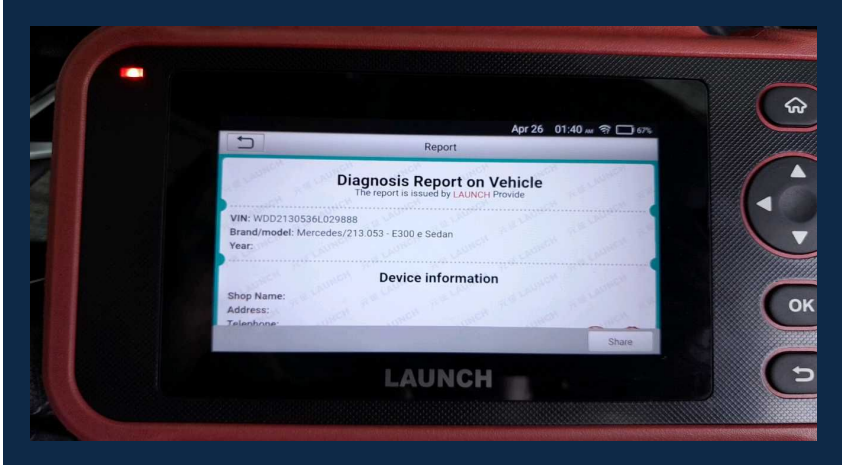 Apr 26 01:40 AM 67%
Report
Diagnosis Report on Vehicle
The report is issued by LAUNCH Provide
VIN: WDD2130536L029888
Brand/model: Mercedes/213.053 - E300 e Sedan
Year:
Device information
Shop Name:
Address:
Telephone:
Share
OK
LAUNCH